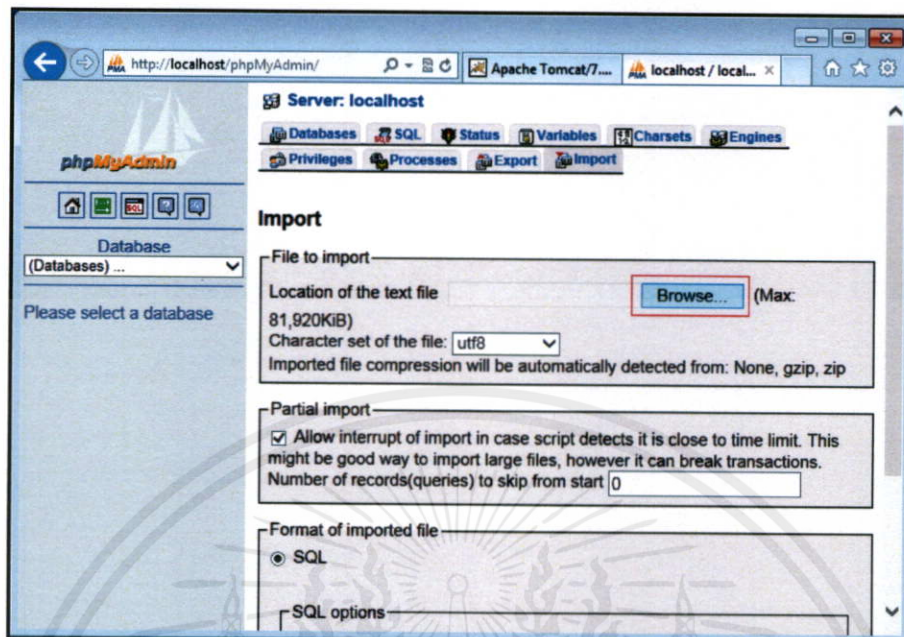 http://localhost/phpMyAdmin/
Apache Tomcat/7....
localhost / local...
phpMyAdmin
SQL
Database
(Databases) ...
Please select a database
Server: localhost
Databases SQL Status Variables Charsets Engines
Privileges Processes Export Import
Import
File to import
Location of the text file Browse... (Max:
81,920KiB)
Character set of the file: utf8
Imported file compression will be automatically detected from: None, gzip, zip
Partial import
Allow interrupt of import in case script detects it is close to time limit. This
might be good way to import large files, however it can break transactions.
Number of records(queries) to skip from start 0
Format of imported file
SQL
SQL options